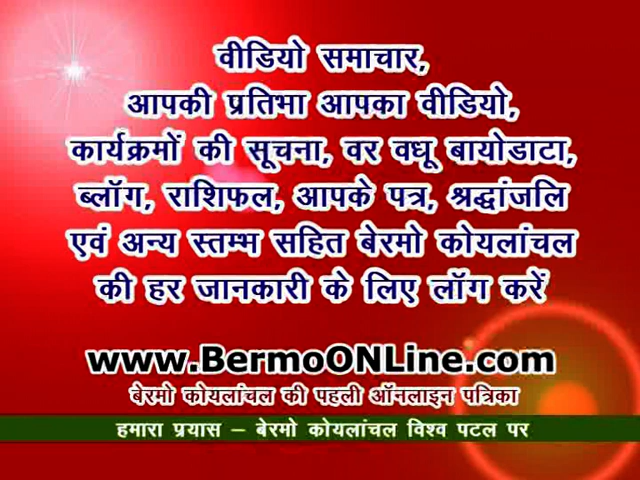 वीडियो समाचार,
आपकी प्रतिभा आपका वीडियो,
कार्यक्रमों की सूचना, वर वधू बायोडाटा,
ब्लॉग, राशिफल, आपके पत्र, श्रद्धांजलि
एवं अन्य स्तम्भ सहित बेरमो कोयलांचल
की हर जानकारी के लिए लॉग करें
www.BermoONLine.com
बेरमो कोयलांचल की पहली ऑनलाइन पत्रिका
हमारा प्रयास – बेरमो कोयलांचल विश्व पटल पर